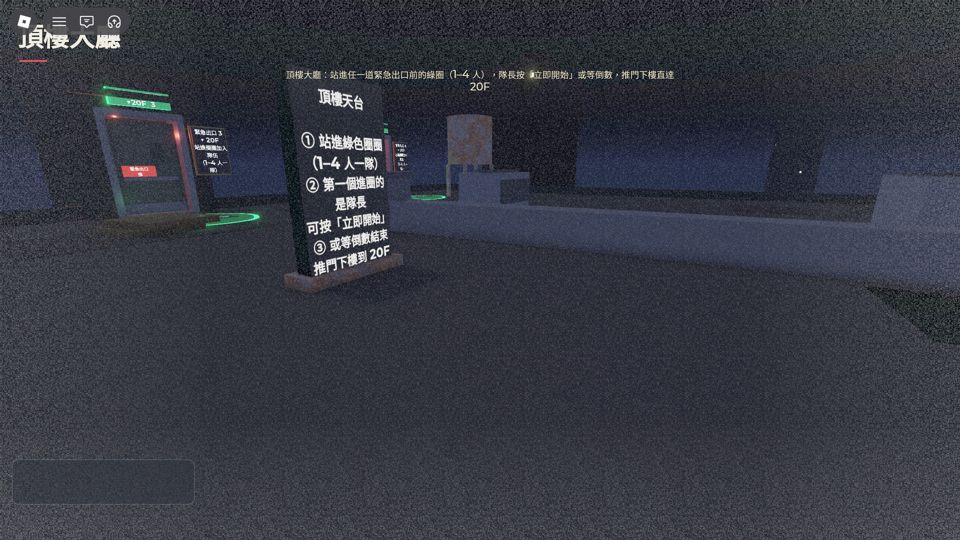 頂樓大廳
頂樓大廳：站進任一道緊急出口前的綠圈（1–4 人），隊長按「立即開始」或等倒數，推門下樓直達
20F
+20F 3
緊急出口 3
+ 20F
站進綠圈加入
隊伍
（1–4 人一
隊）
緊急出口
頂樓天台
① 站進綠色圈圈
（1–4 人一隊）
② 第一個進圈的
是隊長
可按「立即開始」
③ 或等倒數結束
推門下樓到 20F